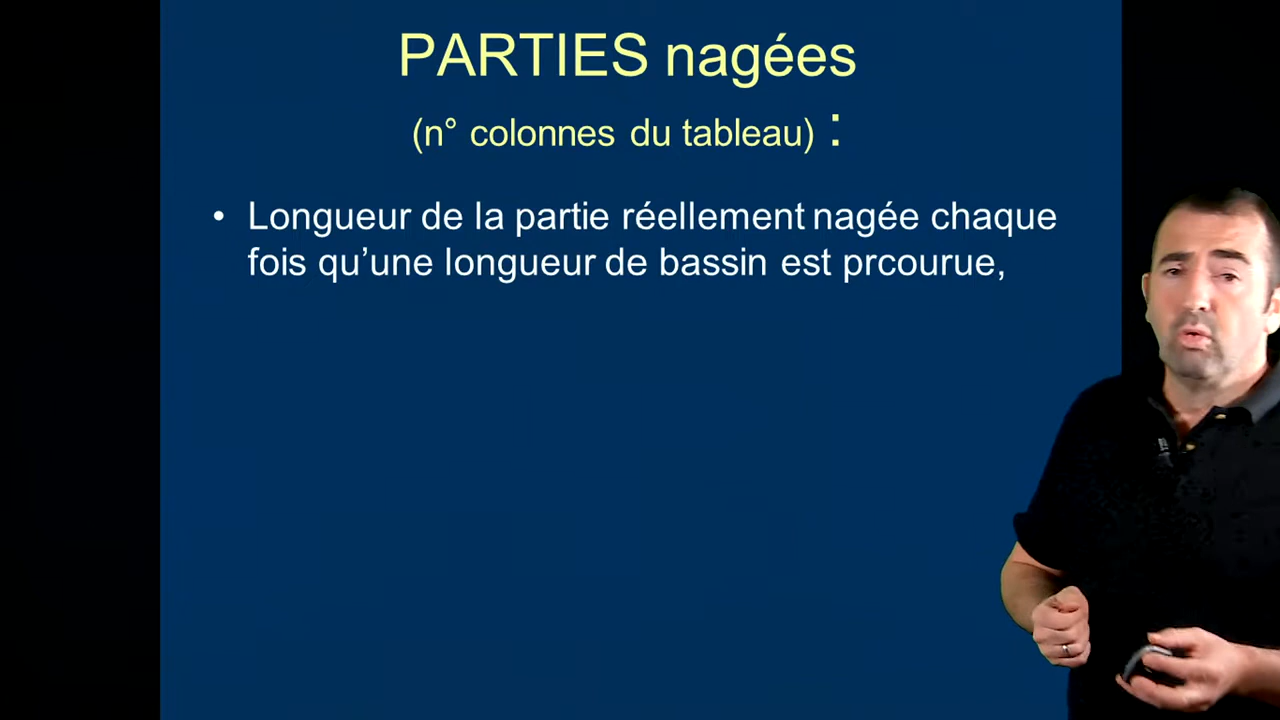 PARTIES nagées
(n° colonnes du tableau) :
• Longueur de la partie réellement nagée chaque
fois qu’une longueur de bassin est prcourue,